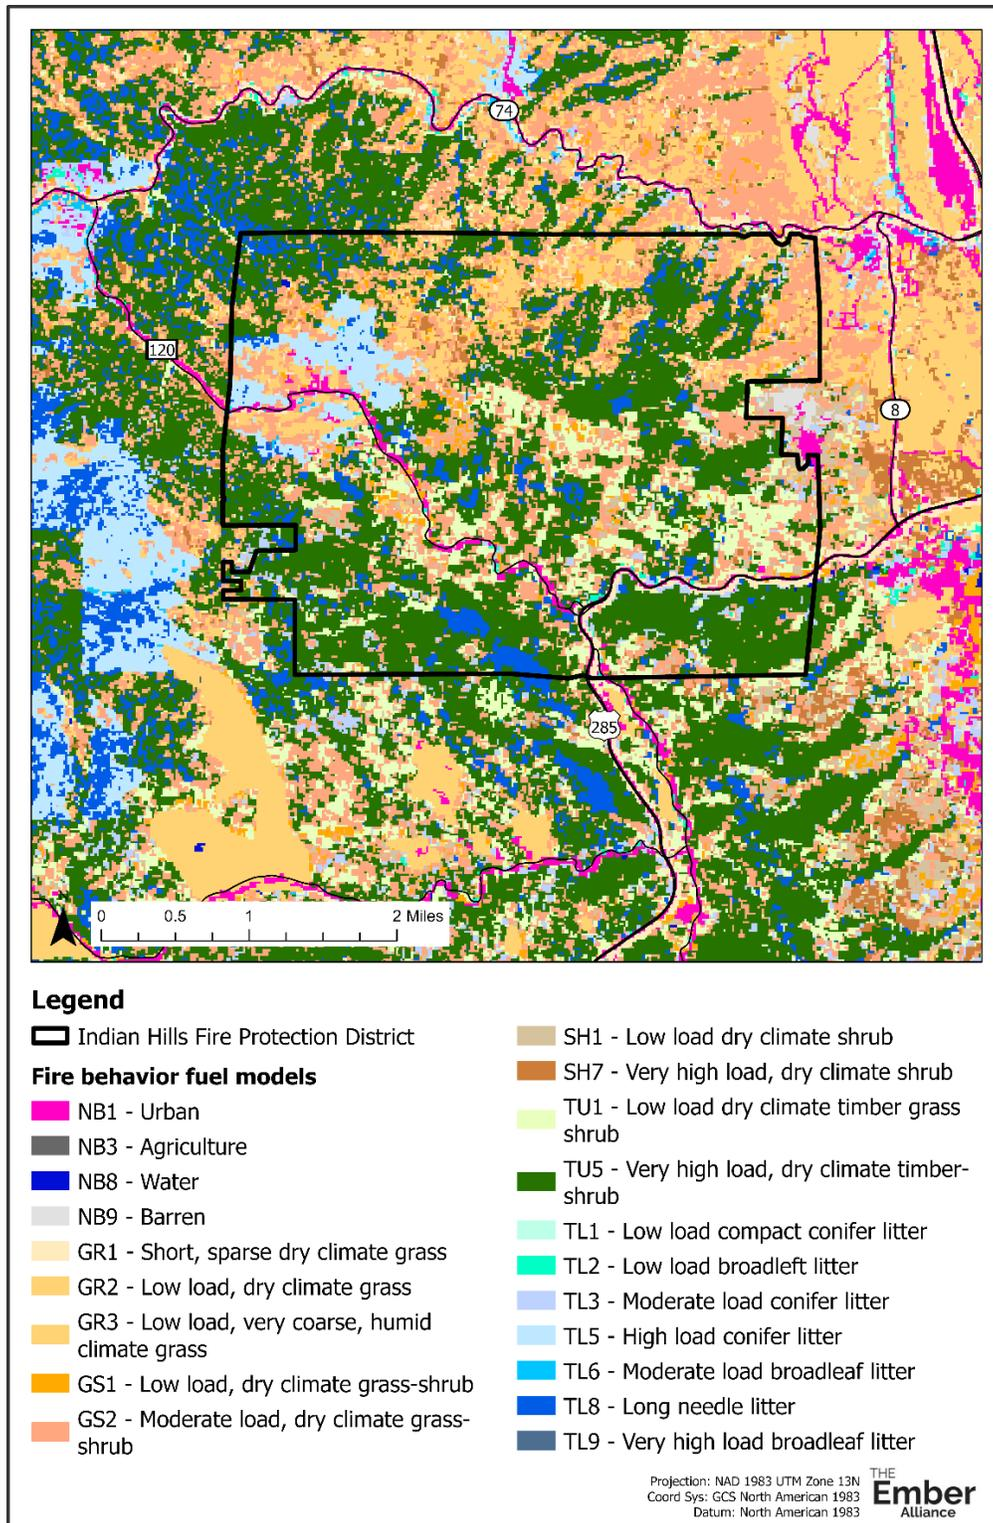 74
120
8
285
0 0.5 1 2 Miles
Legend
Indian Hills Fire Protection District
Fire behavior fuel models
NB1 - Urban
NB3 - Agriculture
NB8 - Water
NB9 - Barren
GR1 - Short, sparse dry climate grass
GR2 - Low load, dry climate grass
GR3 - Low load, very coarse, humid
climate grass
GS1 - Low load, dry climate grass-shrub
GS2 - Moderate load, dry climate grass-
shrub
SH1 - Low load dry climate shrub
SH7 - Very high load, dry climate shrub
TU1 - Low load dry climate timber grass
shrub
TU5 - Very high load, dry climate timber-
shrub
TL1 - Low load compact conifer litter
TL2 - Low load broadleft litter
TL3 - Moderate load conifer litter
TL5 - High load conifer litter
TL6 - Moderate load broadleaf litter
TL8 - Long needle litter
TL9 - Very high load broadleaf litter
Projection: NAD 1983 UTM Zone 13N
Coord Sys: GCS North American 1983
Datum: North American 1983
THE
Ember
Alliance